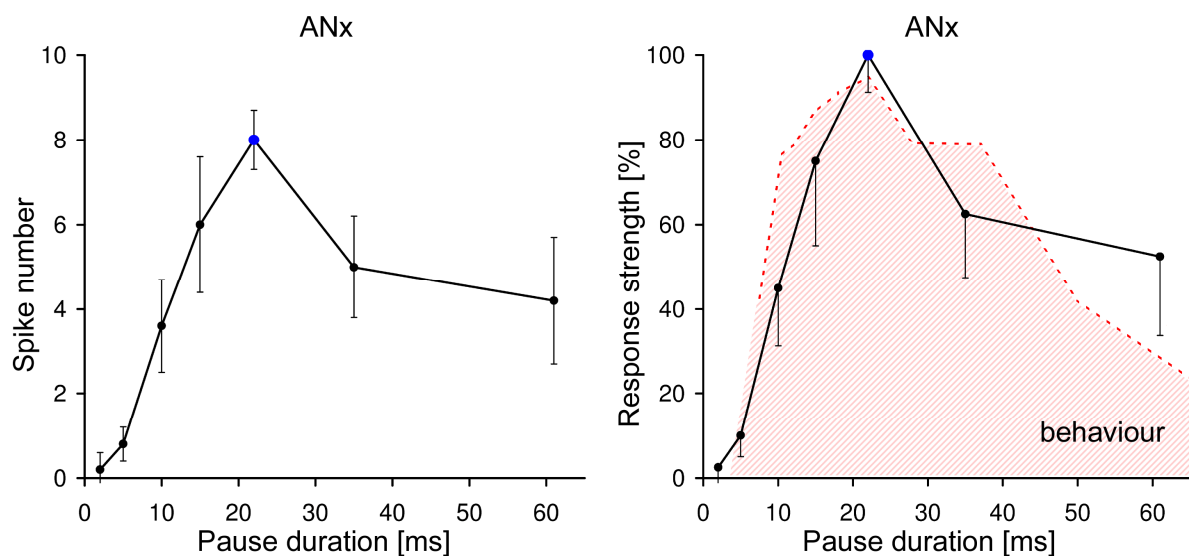 ANx
10
8
6
4
2
0
Spike number
0 10 20 30 40 50 60
Pause duration [ms]
ANx
100
80
60
40
20
0
Response strength [%]
behaviour
0 10 20 30 40 50 60
Pause duration [ms]